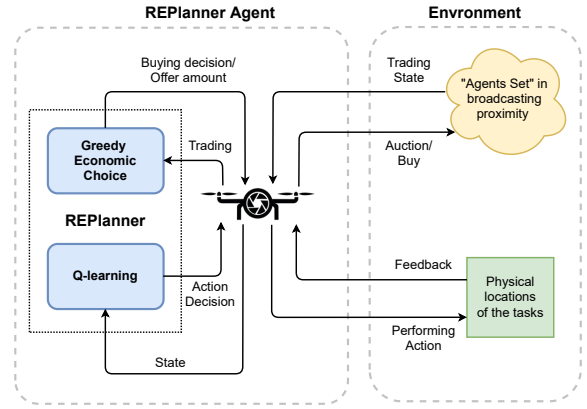 REPlanner Agent
Envronment
Buying decision/
Offer amount
Trading
State
"Agents Set" in
broadcasting
proximity
Greedy
Economic
Choice
Trading
Auction/
Buy
REPlanner
Q-learning
Action
Decision
Feedback
Physical
locations
of the tasks
Performing
Action
State